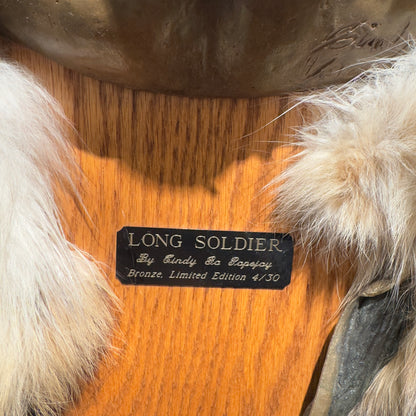 LONG SOLDIER
By Cindy Jo Popejoy
Bronze, Limited Edition 4/30